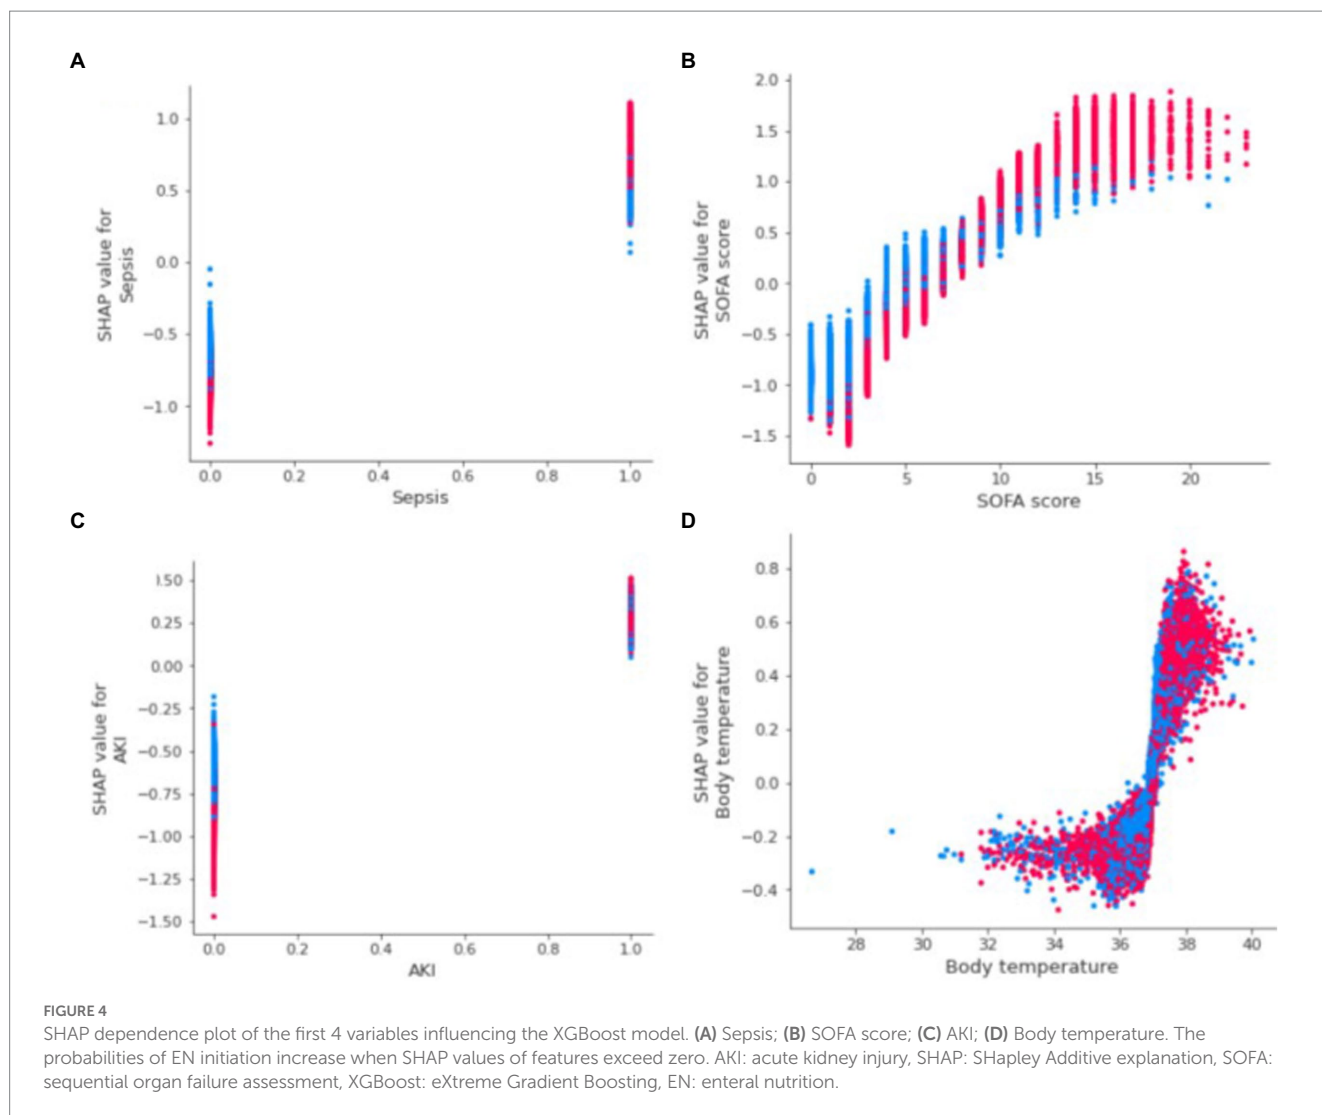 A
1.0
0.5
0.0
−0.5
−1.0
SHAP value for
Sepsis
0.0 0.2 0.4 0.6 0.8 1.0
Sepsis
B
2.0
1.5
1.0
0.5
0.0
−0.5
−1.0
−1.5
SHAP value for
SOFA score
0 5 10 15 20
SOFA score
C
0.25
0.00
−0.25
−0.50
−0.75
−1.00
−1.25
−1.50
SHAP value for
AKI
0.0 0.2 0.4 0.6 0.8 1.0
AKI
D
0.8
0.6
0.4
0.2
0.0
−0.2
−0.4
SHAP value for
Body temperature
28 30 32 34 36 38 40
Body temperature
FIGURE 4
SHAP dependence plot of the first 4 variables influencing the XGBoost model. (A) Sepsis; (B) SOFA score; (C) AKI; (D) Body temperature. The
probabilities of EN initiation increase when SHAP values of features exceed zero. AKI: acute kidney injury, SHAP: SHapley Additive explanation, SOFA:
sequential organ failure assessment, XGBoost: eXtreme Gradient Boosting, EN: enteral nutrition.